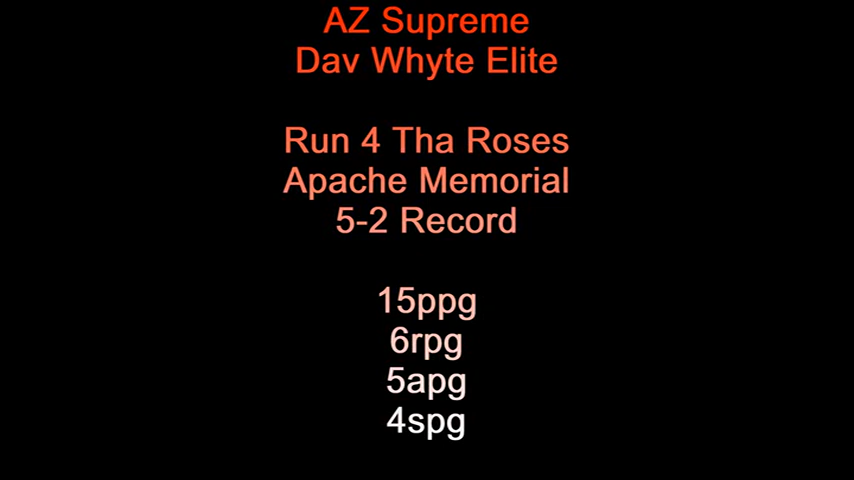 AZ Supreme
Dav Whyte Elite
Run 4 Tha Roses
Apache Memorial
5-2 Record
15ppg
6rpg
5apg
4spg